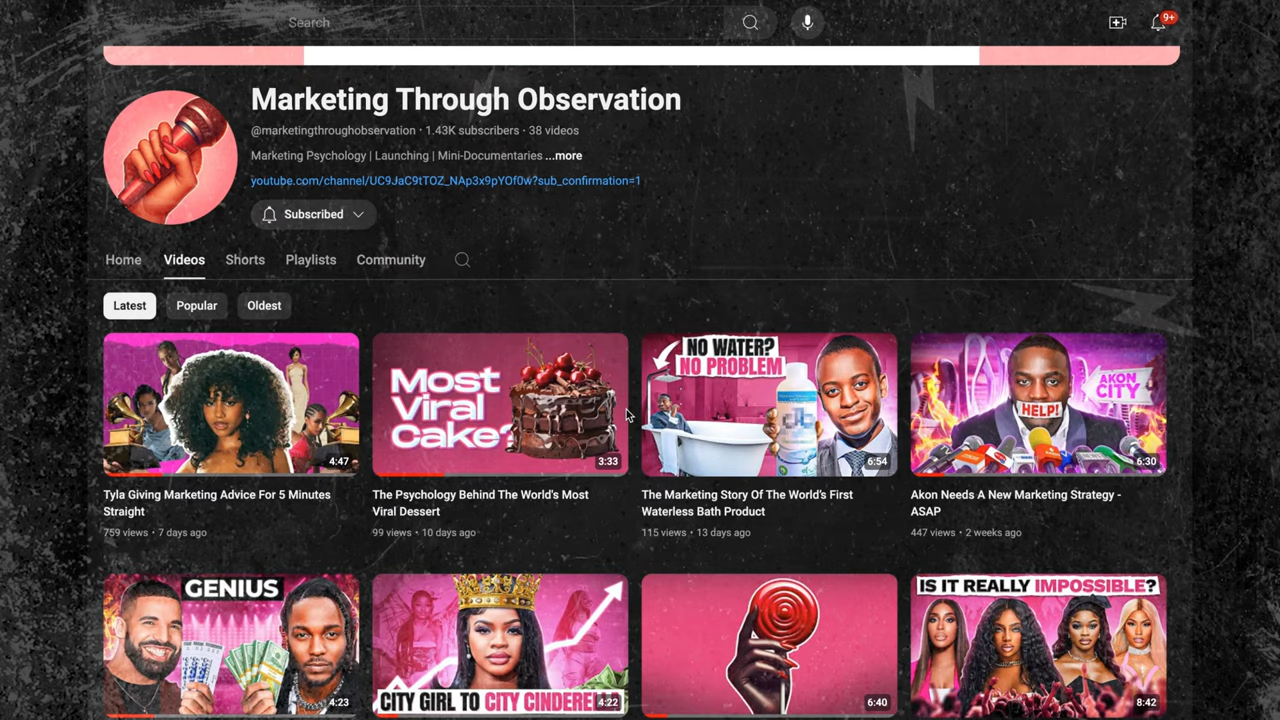 Search
9+
Marketing Through Observation
@marketingthroughobservation · 1.43K subscribers · 38 videos
Marketing Psychology | Launching | Mini-Documentaries ...more
youtube.com/channel/UC9JaC9tTOZ_NAp3x9pYOf0w?sub_confirmation=1
Subscribed
Home Videos Shorts Playlists Community
Latest Popular Oldest
4:47
Most
Viral
Cake?
3:33
NO WATER?
NO PROBLEM
6:54
AKON
CITY
HELP!
6:30
Tyla Giving Marketing Advice For 5 Minutes
Straight
759 views · 7 days ago
The Psychology Behind The World's Most
Viral Dessert
99 views · 10 days ago
The Marketing Story Of The World's First
Waterless Bath Product
115 views · 13 days ago
Akon Needs A New Marketing Strategy -
ASAP
447 views · 2 weeks ago
GENIUS
4:23
CITY GIRL TO CITY
4:22
6:40
IS IT REALLY IMPOSSIBLE?
8:42